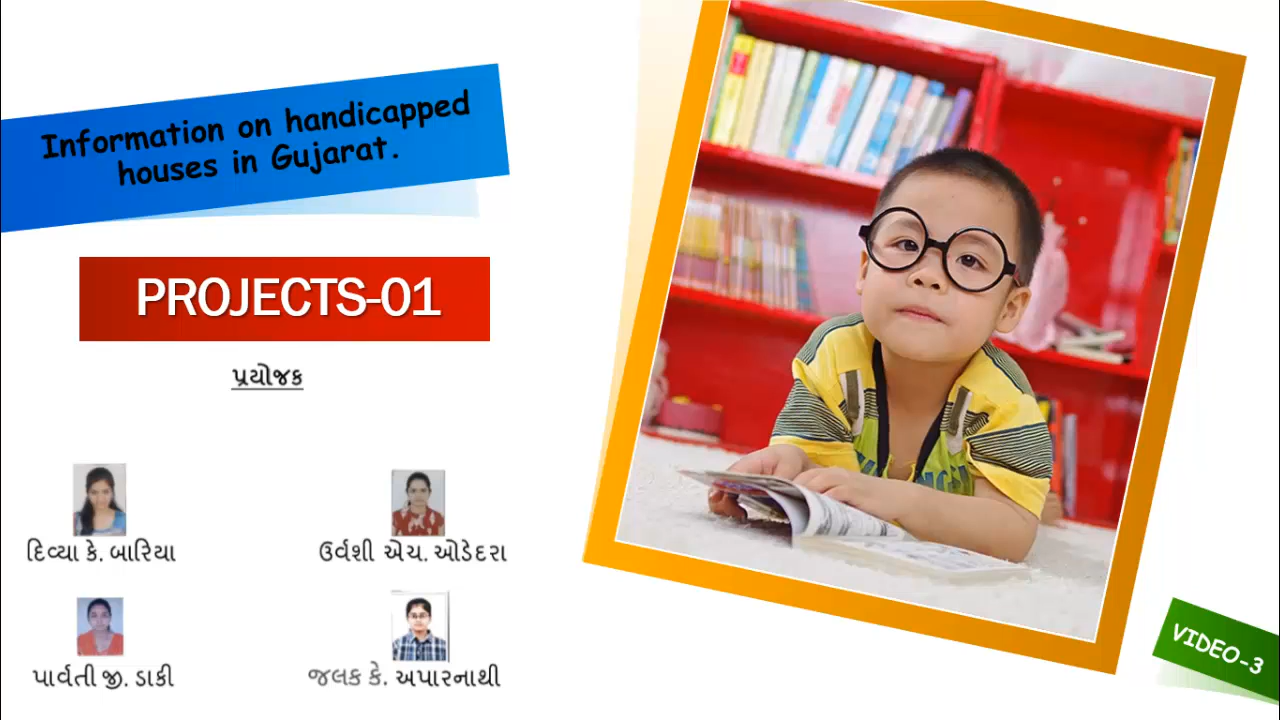 Information on handicapped
houses in Gujarat.
PROJECTS-01
પ્રયોજક
દિવ્યા કે. બારિયા
ઉર્વશી એચ. ઓડેદરા
પાર્વતી જી. ડાકી
જલક કે. અપારનાથી
VIDEO-3